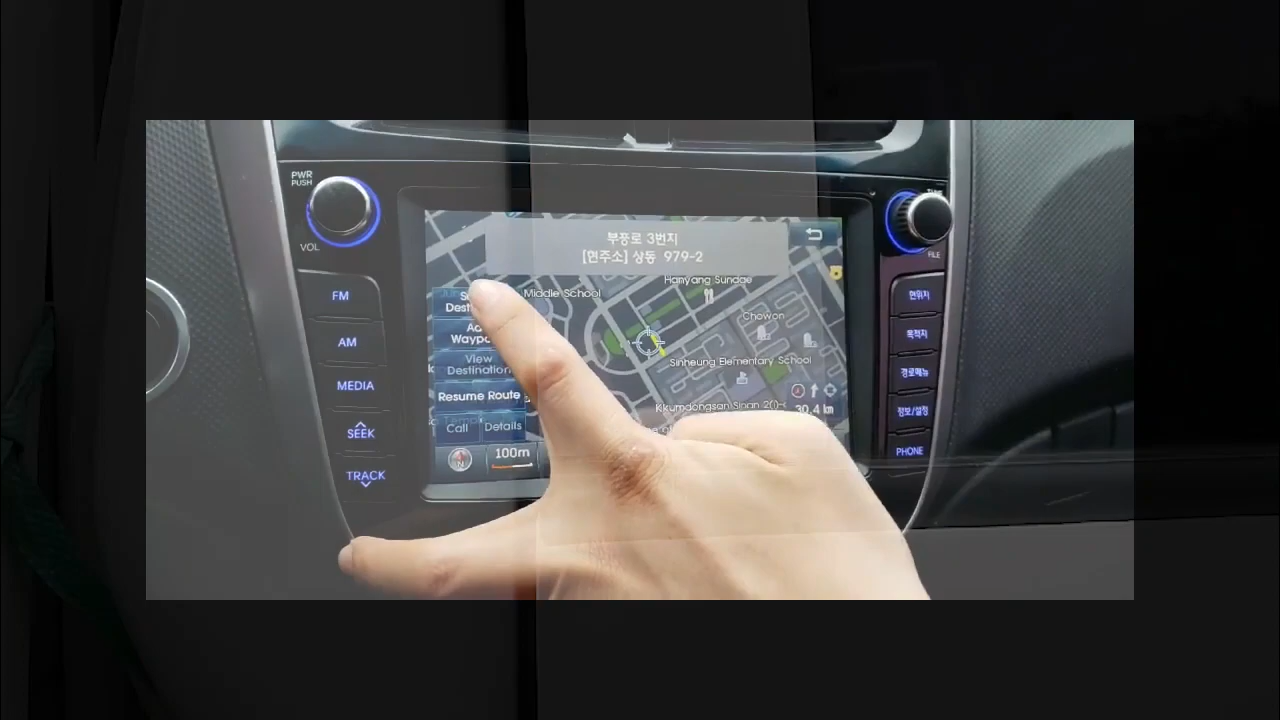 PWR
PUSH
VOL
FM
AM
MEDIA
SEEK
TRACK
부흥로 3번지
[현주소] 상동 979-2
Middle School
Hanyang Sundae
Chowon
Sinheung Elementary School
30.4 km
View
Destination
Resume Route
Call
Details
N
100m
FILE
현위치
목적지
경로메뉴
정보/설정
PHONE